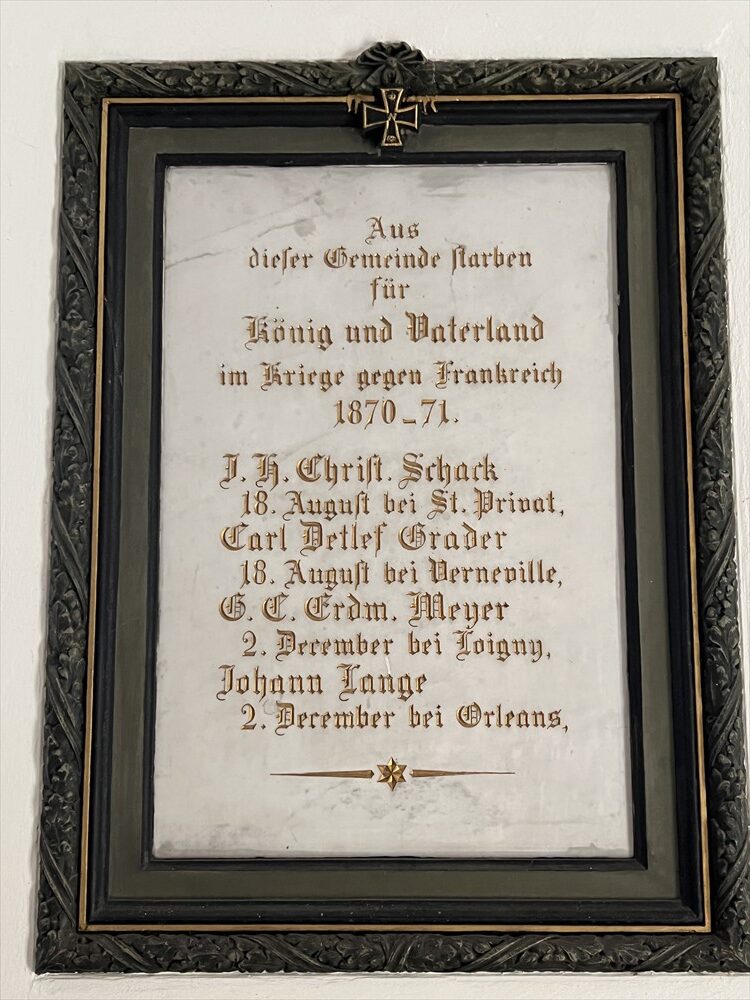 Aus
dieser Gemeinde starben
für
König und Vaterland
im Kriege gegen Frankreich
1870-71.
J. H. Christ. Schack
18. August bei St. Privat,
Carl Detlef Grader
18. August bei Verneville,
G. C. Erdm. Meyer
2. December bei Loigny,
Johann Lange
2. December bei Orleans,